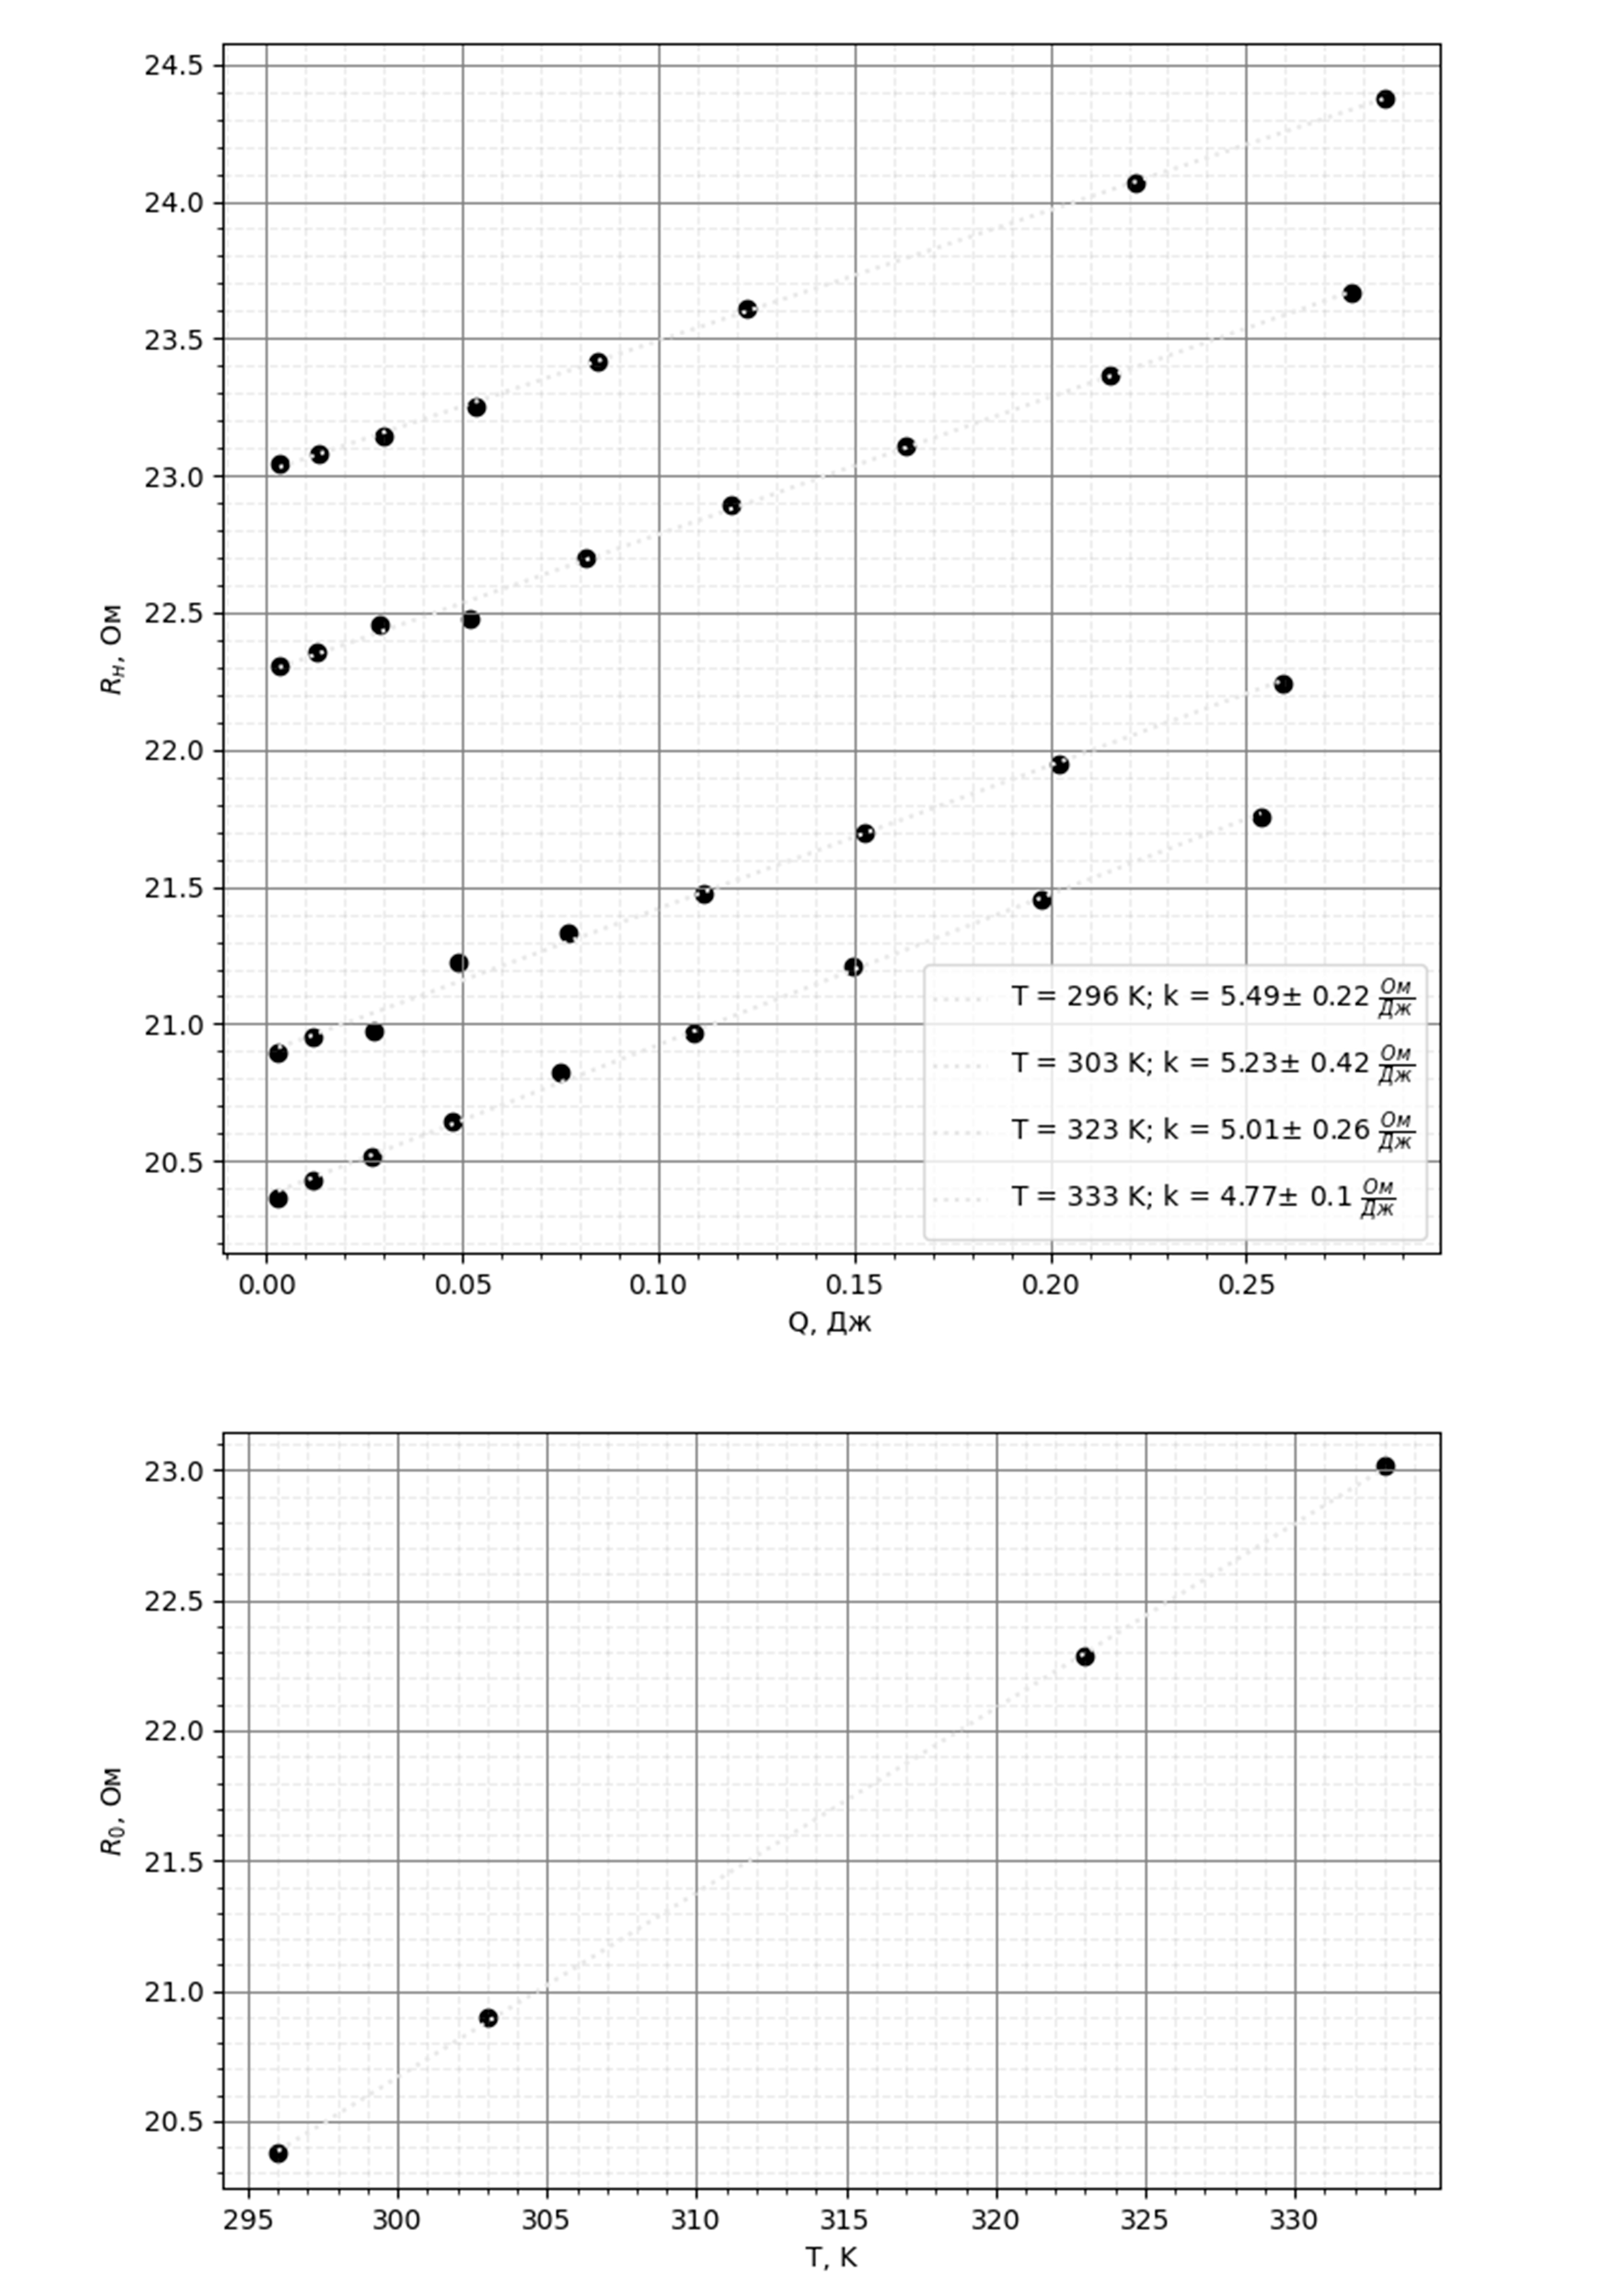 24.5
24.0
23.5
23.0
22.5
22.0
21.5
21.0
20.5
R_н, Ом
T = 296 K; k = 5.49± 0.22 Ом/Дж
T = 303 K; k = 5.23± 0.42 Ом/Дж
T = 323 K; k = 5.01± 0.26 Ом/Дж
T = 333 K; k = 4.77± 0.1 Ом/Дж
0.00 0.05 0.10 0.15 0.20 0.25
Q, Дж
23.0
22.5
22.0
21.5
21.0
20.5
R_0, Ом
295 300 305 310 315 320 325 330
T, K